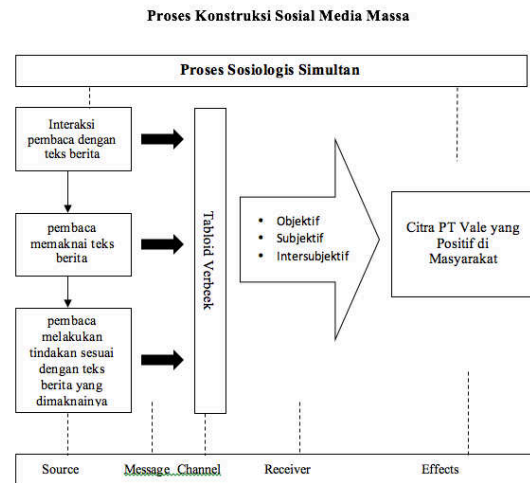 Proses Konstruksi Sosial Media Massa
Proses Sosiologis Simultan
Interaksi
pembaca dengan
teks berita
pembaca
memaknai teks
berita
pembaca
melakukan
tindakan sesuai
dengan teks
berita yang
dimaknainya
Tabloid Verbeek
• Objektif
• Subjektif
• Intersubjektif
Citra PT Vale yang
Positif di
Masyarakat
Source Message Channel Receiver Effects